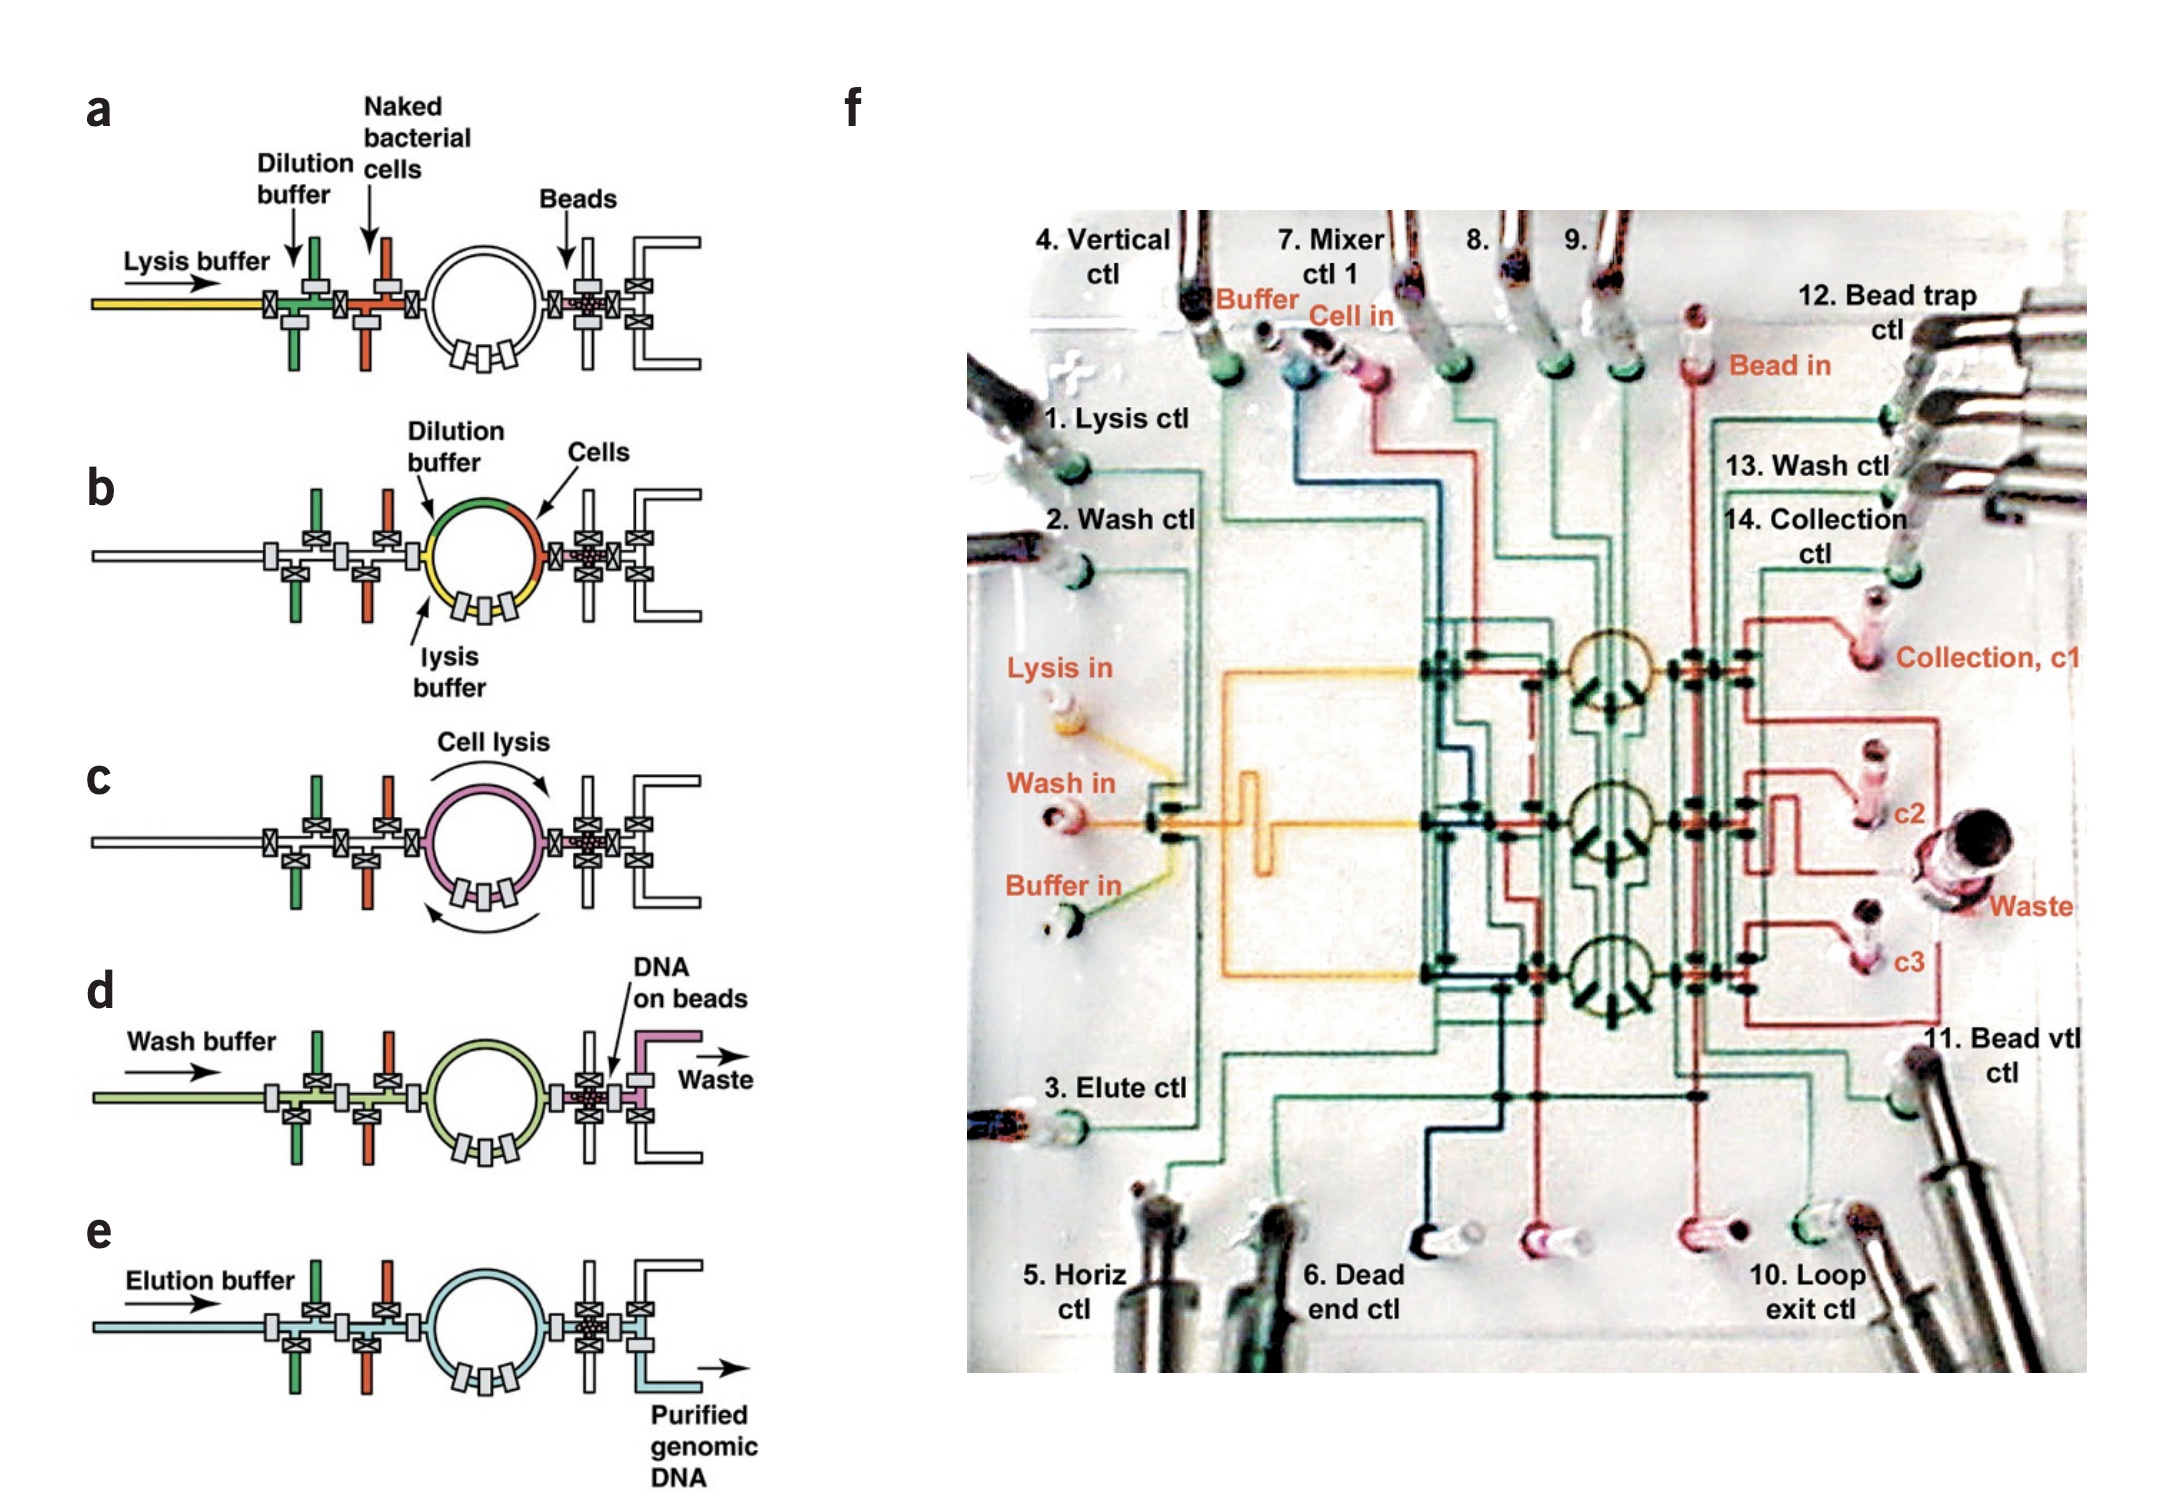 a
Naked
bacterial
cells
Dilution
buffer
Beads
Lysis buffer
b
Dilution
buffer
Cells
lysis
buffer
c
Cell lysis
d
DNA
on beads
Wash buffer
Waste
e
Elution buffer
Purified
genomic
DNA
f
4. Vertical
ctl
7. Mixer
ctl 1
8.
9.
Buffer
Cell in
12. Bead trap
ctl
Bead in
1. Lysis ctl
13. Wash ctl
2. Wash ctl
14. Collection
ctl
Lysis in
Collection, c1
Wash in
c2
Buffer in
Waste
c3
11. Bead vtl
ctl
3. Elute ctl
5. Horiz
ctl
6. Dead
end ctl
10. Loop
exit ctl